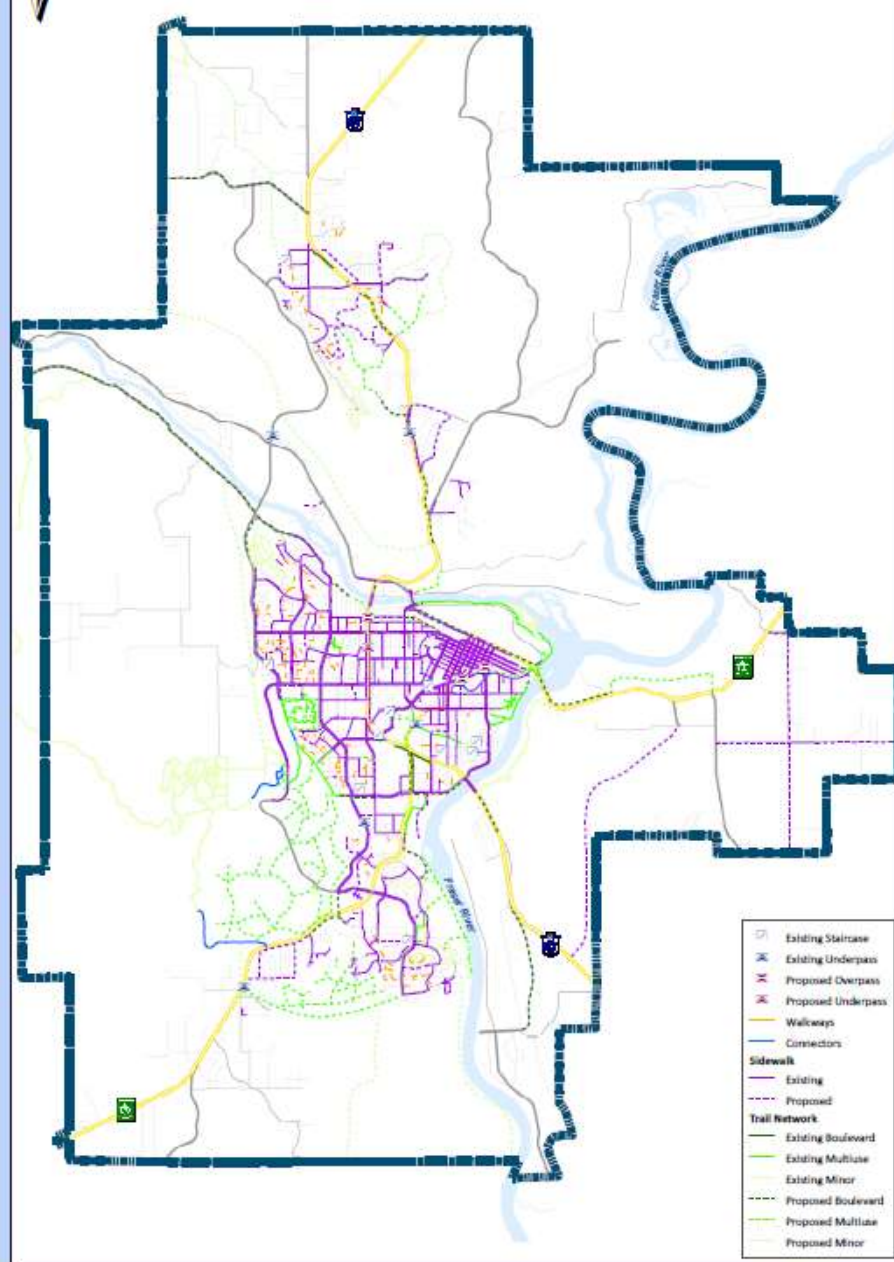 Fraser River
Fraser River
Existing Staircase
Existing Underpass
Proposed Overpass
Proposed Underpass
Walkways
Connectors
Sidewalk
Existing
Proposed
Trail Network
Existing Boulevard
Existing Multiuse
Existing Minor
Proposed Boulevard
Proposed Multiuse
Proposed Minor